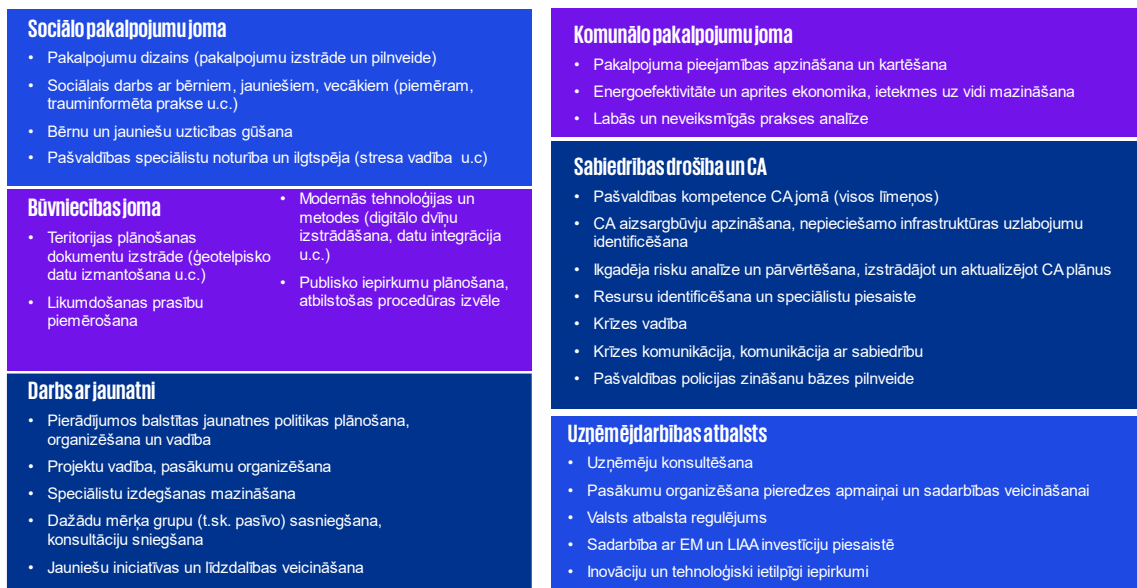 Sociālo pakalpojumu joma
• Pakalpojumu dizains (pakalpojumu izstrāde un pilnveide)
• Sociālais darbs ar bērniem, jauniešiem, vecākiem (piemēram,
trauminformēta prakse u.c.)
• Bērnu un jauniešu uzticības gūšana
• Pašvaldības speciālistu noturība un ilgtspēja (stresa vadība u.c)
Būvniecības joma
• Teritorijas plānošanas
dokumentu izstrāde (ģeotelpisko
datu izmantošana u.c.)
• Likumdošanas prasību
piemērošana
• Modernās tehnoloģijas un
metodes (digitālo dvīņu
izstrādāšana, datu integrācija
u.c.)
• Publisko iepirkumu plānošana,
atbilstošas procedūras izvēle
Darbs ar jaunatni
• Pierādījumos balstītas jaunatnes politikas plānošana,
organizēšana un vadība
• Projektu vadība, pasākumu organizēšana
• Speciālistu izdegšanas mazināšana
• Dažādu mērķa grupu (t.sk. pasīvo) sasniegšana,
konsultāciju sniegšana
• Jauniešu iniciatīvas un līdzdalības veicināšana
Komunālo pakalpojumu joma
• Pakalpojuma pieejamības apzināšana un kartēšana
• Energoefektivitāte un aprites ekonomika, ietekmes uz vidi mazināšana
• Labās un neveiksmīgās prakses analīze
Sabiedrības drošība un CA
• Pašvaldības kompetence CA jomā (visos līmeņos)
• CA aizsargbūvju apzināšana, nepieciešamo infrastruktūras uzlabojumu
identificēšana
• Ikgadēja risku analīze un pārvērtēšana, izstrādājot un aktualizējot CA plānus
• Resursu identificēšana un speciālistu piesaiste
• Krīzes vadība
• Krīzes komunikācija, komunikācija ar sabiedrību
• Pašvaldības policijas zināšanu bāzes pilnveide
Uzņēmējdarbības atbalsts
• Uzņēmēju konsultēšana
• Pasākumu organizēšana pieredzes apmaiņai un sadarbības veicināšanai
• Valsts atbalsta regulējums
• Sadarbība ar EM un LIAA investīciju piesaistē
• Inovāciju un tehnoloģiski ietilpīgi iepirkumi